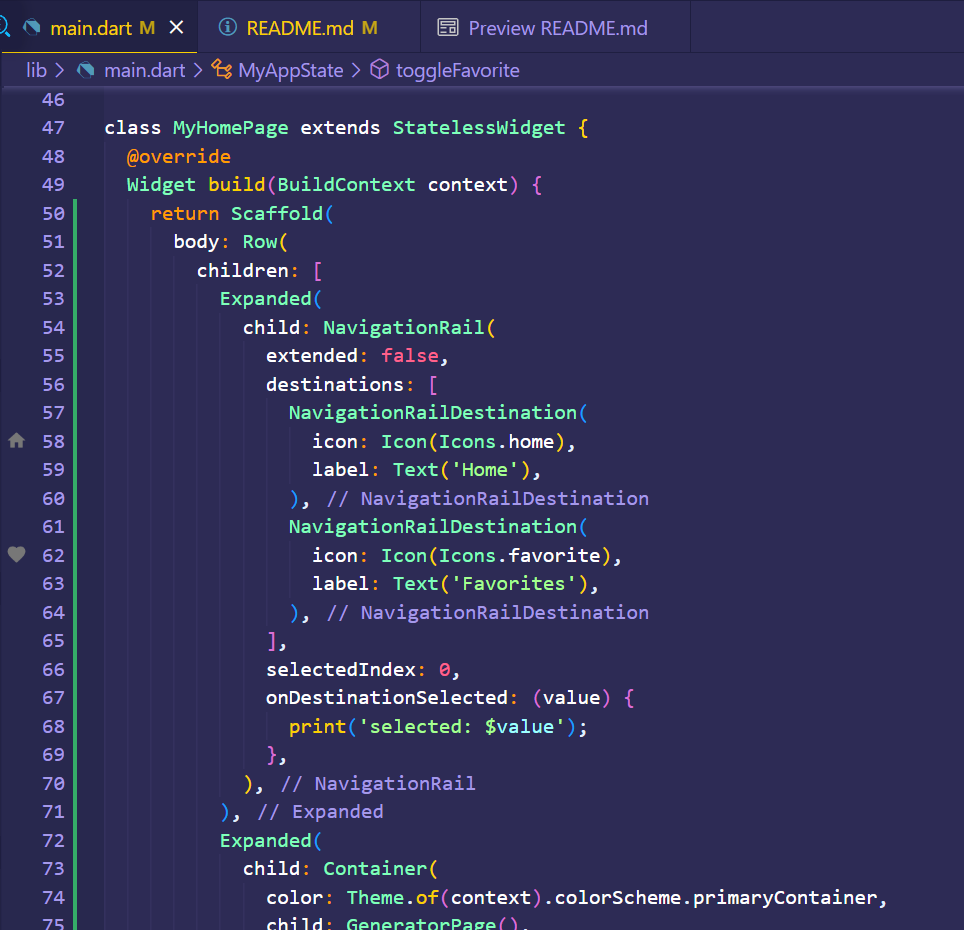 main.dart M README.md M Preview README.md
lib > main.dart > MyAppState > toggleFavorite
46
47 class MyHomePage extends StatelessWidget {
48   @override
49   Widget build(BuildContext context) {
50     return Scaffold(
51       body: Row(
52         children: [
53           Expanded(
54             child: NavigationRail(
55               extended: false,
56               destinations: [
57                 NavigationRailDestination(
58                   icon: Icon(Icons.home),
59                   label: Text('Home'),
60                 ), // NavigationRailDestination
61                 NavigationRailDestination(
62                   icon: Icon(Icons.favorite),
63                   label: Text('Favorites'),
64                 ), // NavigationRailDestination
65               ],
66               selectedIndex: 0,
67               onDestinationSelected: (value) {
68                 print('selected: $value');
69               },
70             ), // NavigationRail
71           ), // Expanded
72           Expanded(
73             child: Container(
74               color: Theme.of(context).colorScheme.primaryContainer,
75               child: GeneratorPage(),